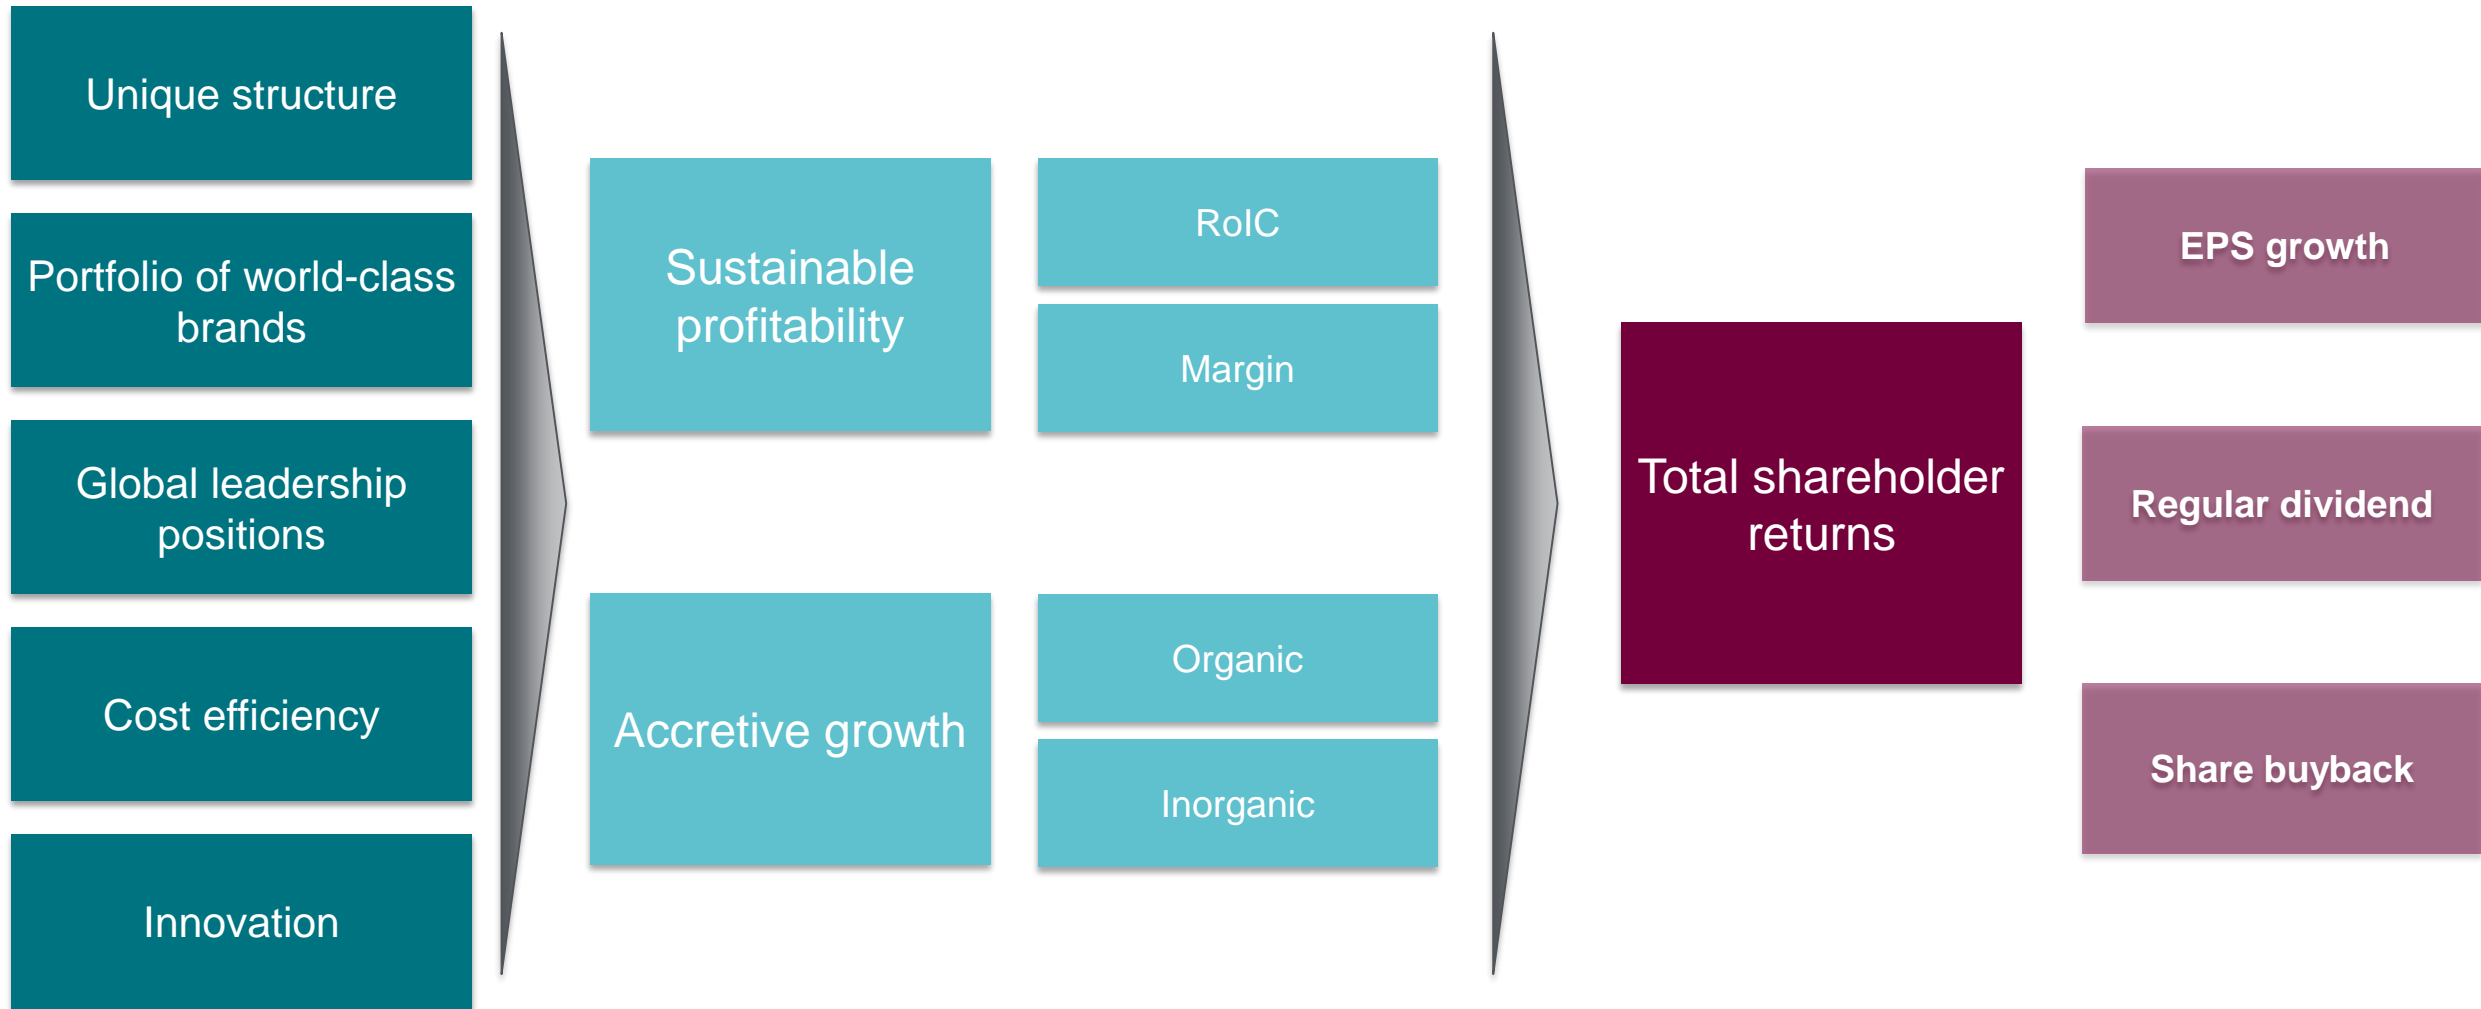 Unique structure
Portfolio of world-class
brands
Global leadership
positions
Cost efficiency
Innovation
Sustainable
profitability
RoIC
Margin
Accretive growth
Organic
Inorganic
Total shareholder
returns
EPS growth
Regular dividend
Share buyback